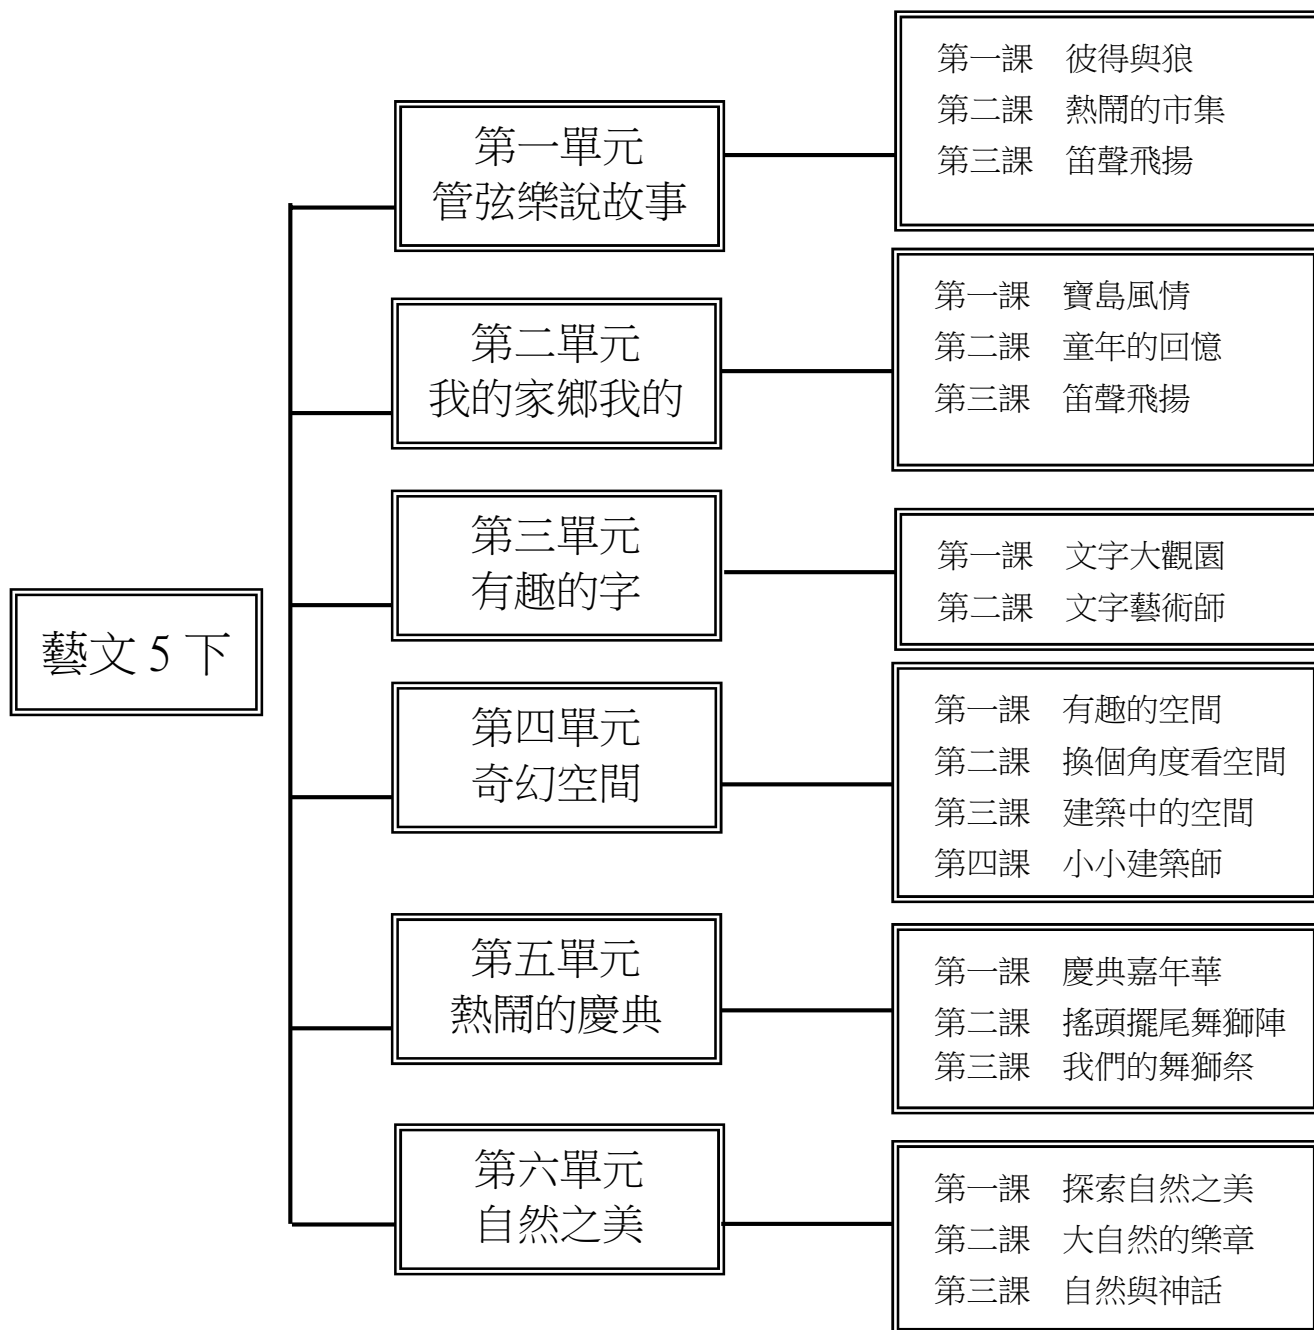 藝文 5 下
第一單元
管弦樂說故事
第一課　彼得與狼
第二課　熱鬧的市集
第三課　笛聲飛揚
第二單元
我的家鄉我的
第一課　寶島風情
第二課　童年的回憶
第三課　笛聲飛揚
第三單元
有趣的字
第一課　文字大觀園
第二課　文字藝術師
第四單元
奇幻空間
第一課　有趣的空間
第二課　換個角度看空間
第三課　建築中的空間
第四課　小小建築師
第五單元
熱鬧的慶典
第一課　慶典嘉年華
第二課　搖頭擺尾舞獅陣
第三課　我們的舞獅祭
第六單元
自然之美
第一課　探索自然之美
第二課　大自然的樂章
第三課　自然與神話